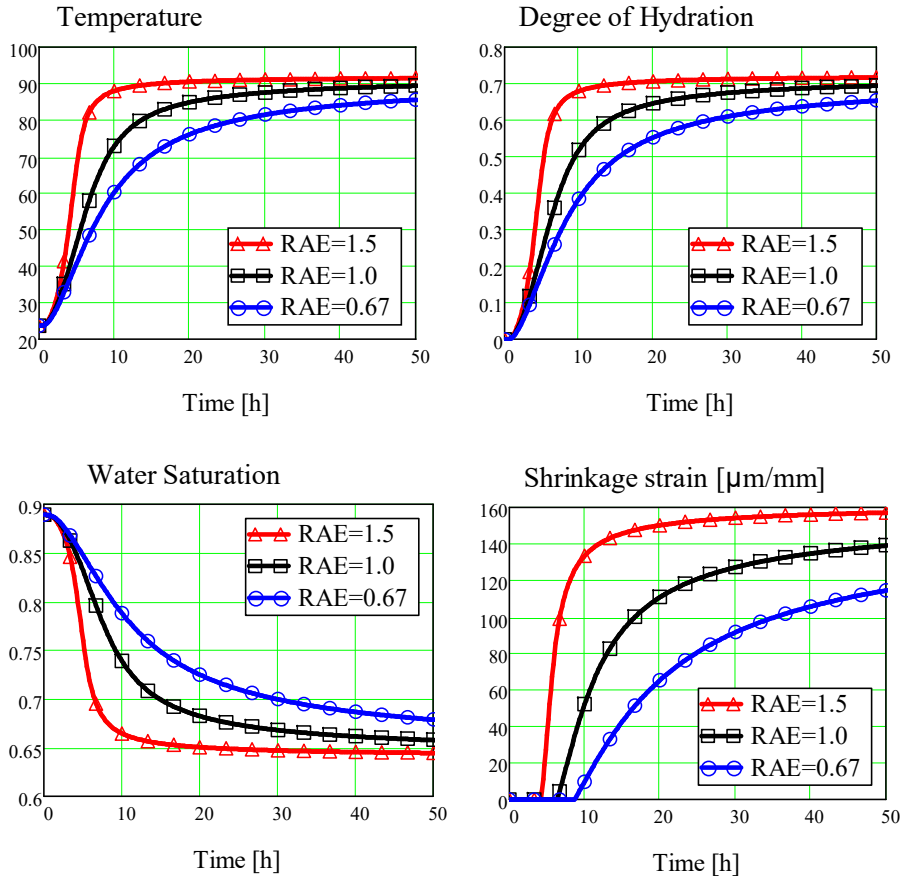 Temperature
100
90
80
70
60
50
40
30
20
0
10
20
30
40
50
RAE=1.5
RAE=1.0
RAE=0.67
Time [h]
Degree of Hydration
0.8
0.7
0.6
0.5
0.4
0.3
0.2
0.1
0
0
10
20
30
40
50
RAE=1.5
RAE=1.0
RAE=0.67
Time [h]
Water Saturation
0.9
0.85
0.8
0.75
0.7
0.65
0.6
0
10
20
30
40
50
RAE=1.5
RAE=1.0
RAE=0.67
Time [h]
Shrinkage strain [μm/mm]
160
140
120
100
80
60
40
20
0
0
10
20
30
40
50
RAE=1.5
RAE=1.0
RAE=0.67
Time [h]